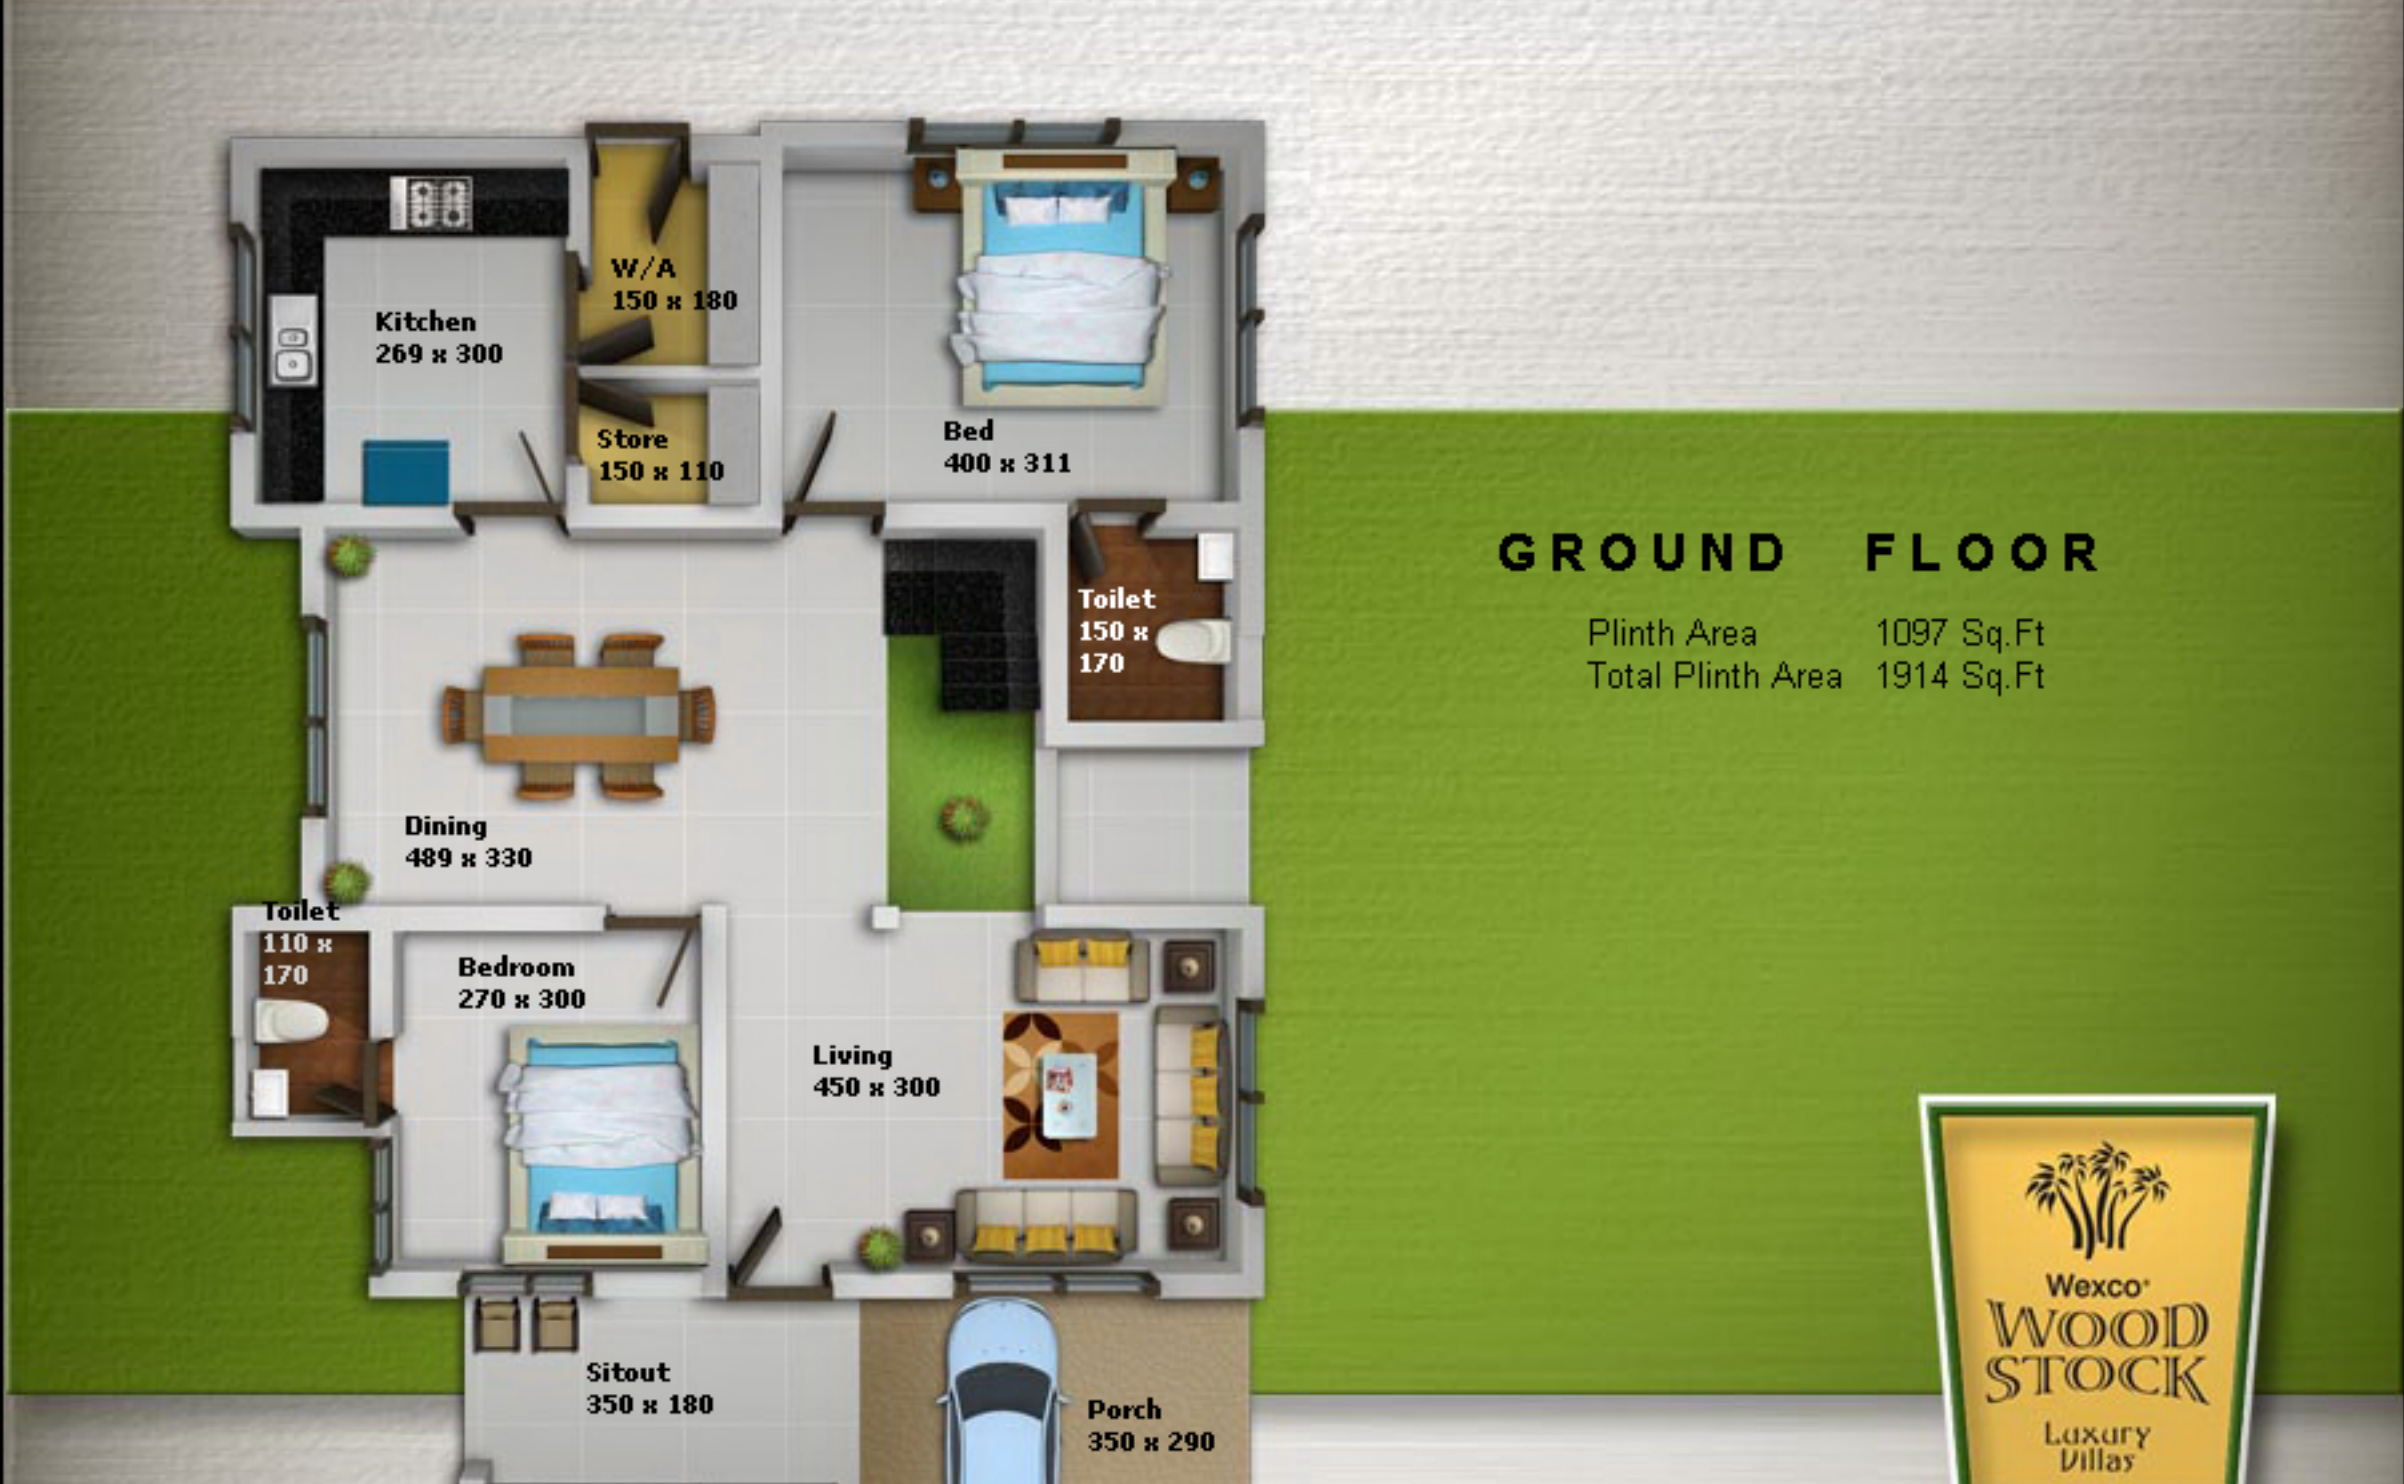 W/A
150 x 180
Kitchen
269 x 300
Store
150 x 110
Bed
400 x 311
GROUND FLOOR
Plinth Area 1097 Sq.Ft
Total Plinth Area 1914 Sq.Ft
Toilet
150 x
170
Dining
489 x 330
Toilet
110 x
170
Bedroom
270 x 300
Living
450 x 300
Sitout
350 x 180
Porch
350 x 290
Wexco
WOOD
STOCK
Luxury
Villas